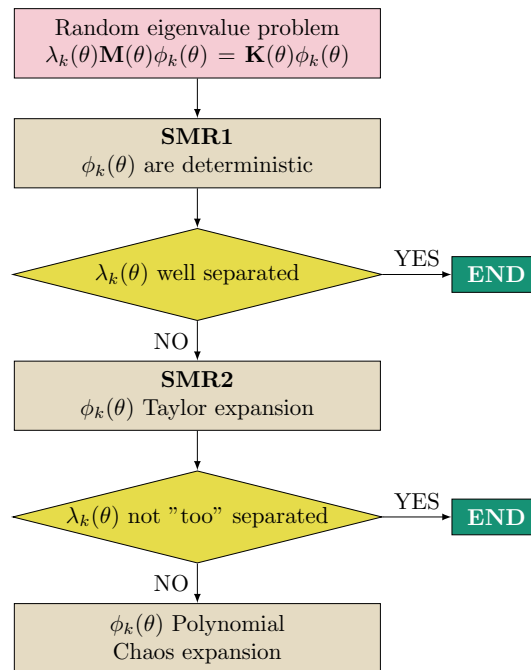 Random eigenvalue problem
λₖ(θ)M(θ)ϕₖ(θ) = K(θ)ϕₖ(θ)
SMR1
ϕₖ(θ) are deterministic
λₖ(θ) well separated
YES
END
NO
SMR2
ϕₖ(θ) Taylor expansion
λₖ(θ) not ”too” separated
YES
END
NO
ϕₖ(θ) Polynomial
Chaos expansion